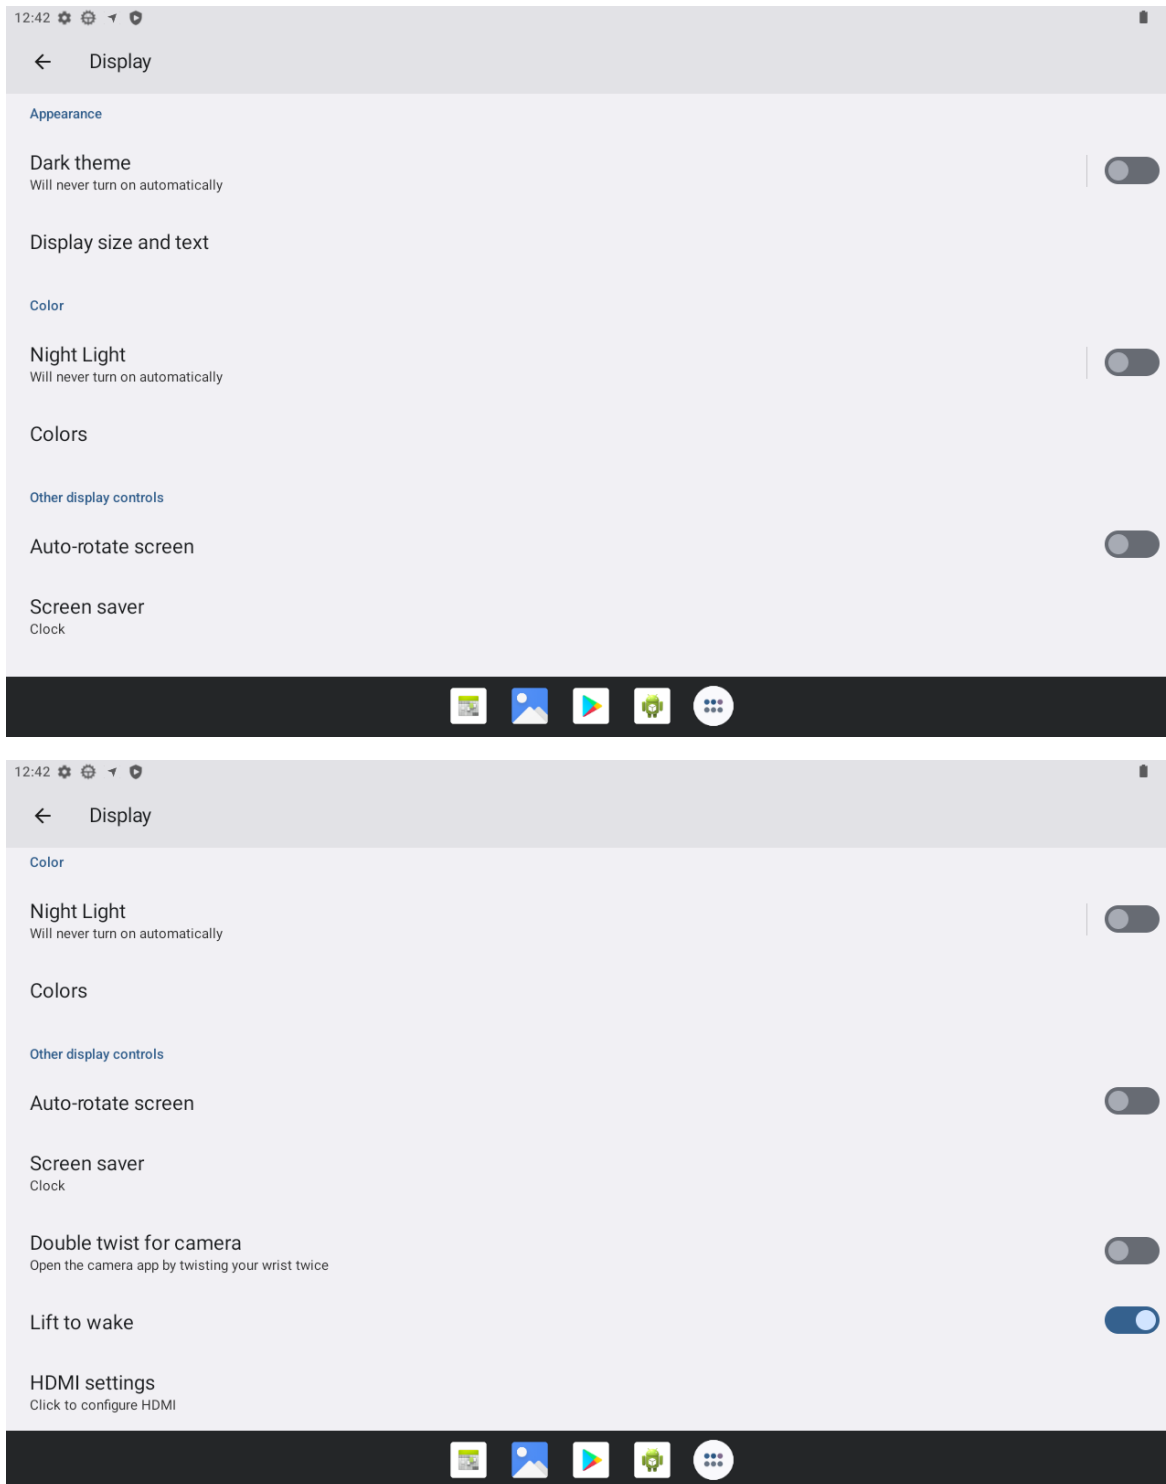 12:42
Display
Appearance
Dark theme
Will never turn on automatically
Display size and text
Color
Night Light
Will never turn on automatically
Colors
Other display controls
Auto-rotate screen
Screen saver
Clock
12:42
Display
Color
Night Light
Will never turn on automatically
Colors
Other display controls
Auto-rotate screen
Screen saver
Clock
Double twist for camera
Open the camera app by twisting your wrist twice
Lift to wake
HDMI settings
Click to configure HDMI